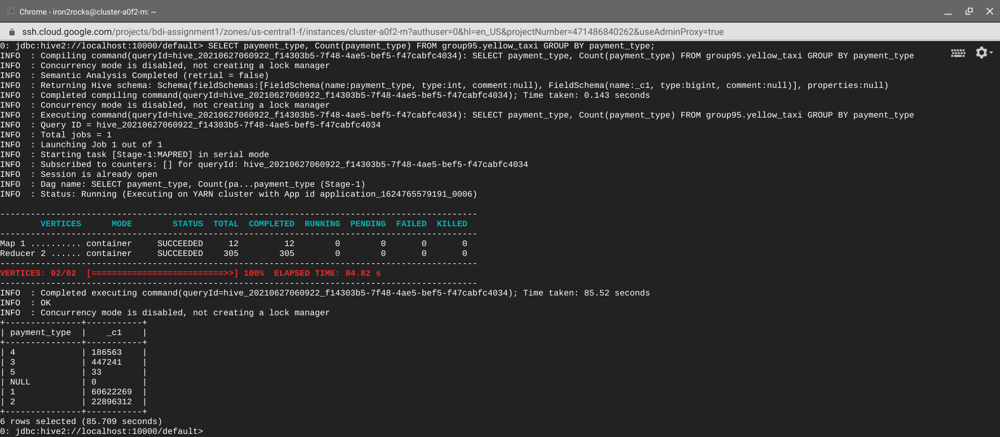 Chrome - iron2rocks@cluster-a0f2-m: ~
ssh.cloud.google.com/projects/bdi-assignment1/zones/us-central1-f/instances/cluster-a0f2-m?authuser=0&hl=en_US&projectNumber=471486840262&useAdminProxy=true
0: jdbc:hive2://localhost:10000/default> SELECT payment_type, Count(payment_type) FROM group95.yellow_taxi GROUP BY payment_type;
INFO  : Compiling command(queryId=hive_20210627060922_f14303b5-7f48-4ae5-bef5-f47cabfc4034): SELECT payment_type, Count(payment_type) FROM group95.yellow_taxi GROUP BY payment_type
INFO  : Concurrency mode is disabled, not creating a lock manager
INFO  : Semantic Analysis Completed (retrial = false)
INFO  : Returning Hive schema: Schema(fieldSchemas:[FieldSchema(name:payment_type, type:int, comment:null), FieldSchema(name:_c1, type:bigint, comment:null)], properties:null)
INFO  : Completed compiling command(queryId=hive_20210627060922_f14303b5-7f48-4ae5-bef5-f47cabfc4034); Time taken: 0.143 seconds
INFO  : Concurrency mode is disabled, not creating a lock manager
INFO  : Executing command(queryId=hive_20210627060922_f14303b5-7f48-4ae5-bef5-f47cabfc4034): SELECT payment_type, Count(payment_type) FROM group95.yellow_taxi GROUP BY payment_type
INFO  : Query ID = hive_20210627060922_f14303b5-7f48-4ae5-bef5-f47cabfc4034
INFO  : Total jobs = 1
INFO  : Launching Job 1 out of 1
INFO  : Starting task [Stage-1:MAPRED] in serial mode
INFO  : Subscribed to counters: [] for queryId: hive_20210627060922_f14303b5-7f48-4ae5-bef5-f47cabfc4034
INFO  : Session is already open
INFO  : Dag name: SELECT payment_type, Count(pa...payment_type (Stage-1)
INFO  : Status: Running (Executing on YARN cluster with App id application_1624765579191_0006)
----------------------------------------------------------------------------------------------
        VERTICES      MODE        STATUS  TOTAL  COMPLETED  RUNNING  PENDING  FAILED  KILLED
----------------------------------------------------------------------------------------------
Map 1 .......... container     SUCCEEDED     12         12        0        0       0       0
Reducer 2 ...... container     SUCCEEDED    305        305        0        0       0       0
----------------------------------------------------------------------------------------------
VERTICES: 02/02  [==========================>>] 100%  ELAPSED TIME: 84.82 s
----------------------------------------------------------------------------------------------
INFO  : Completed executing command(queryId=hive_20210627060922_f14303b5-7f48-4ae5-bef5-f47cabfc4034); Time taken: 85.52 seconds
INFO  : OK
INFO  : Concurrency mode is disabled, not creating a lock manager
+---------------+-----------+
| payment_type  |    _c1    |
+---------------+-----------+
| 4             | 186563    |
| 3             | 447241    |
| 5             | 33        |
| NULL          | 0         |
| 1             | 60622269  |
| 2             | 22896312  |
+---------------+-----------+
6 rows selected (85.709 seconds)
0: jdbc:hive2://localhost:10000/default>